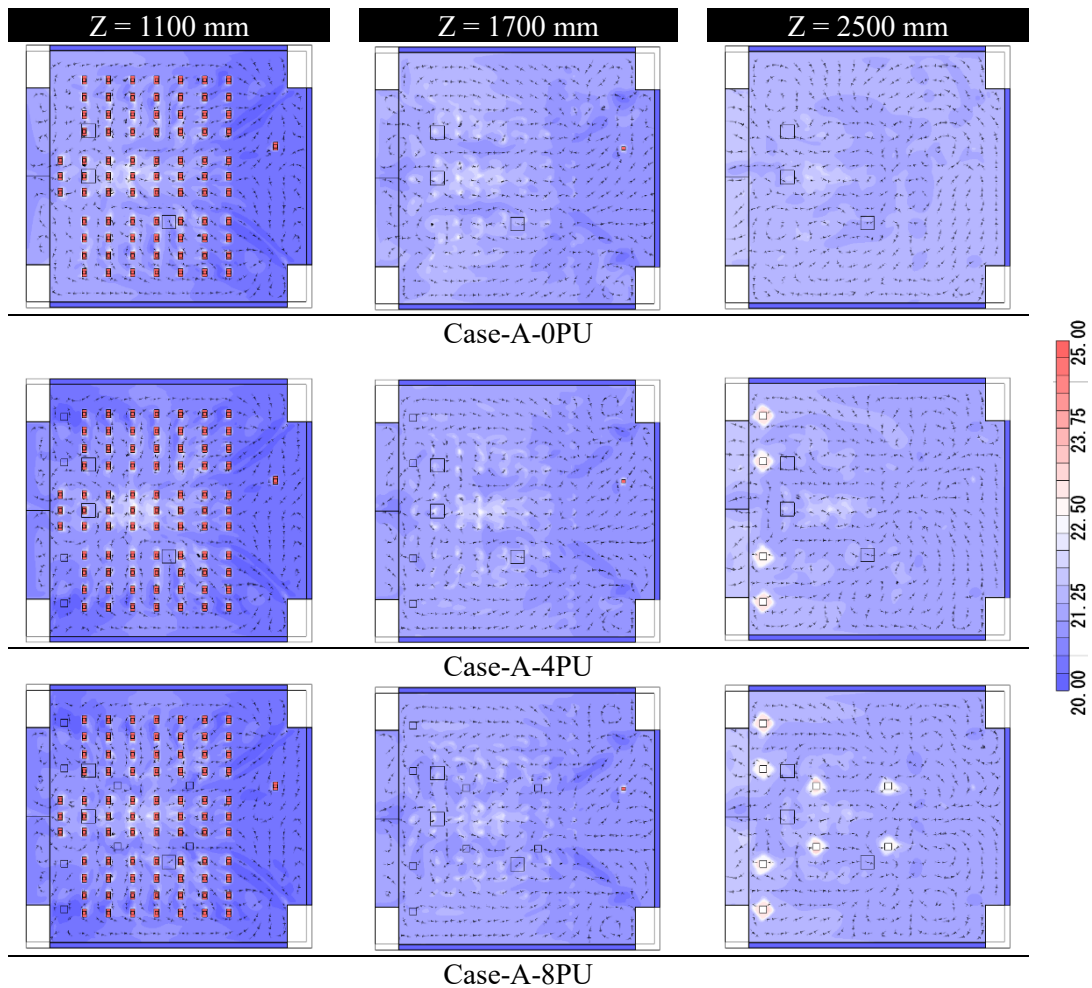 Z = 1100 mm
Z = 1700 mm
Z = 2500 mm
Case-A-0PU
Case-A-4PU
Case-A-8PU
25.00
23.75
22.50
21.25
20.00